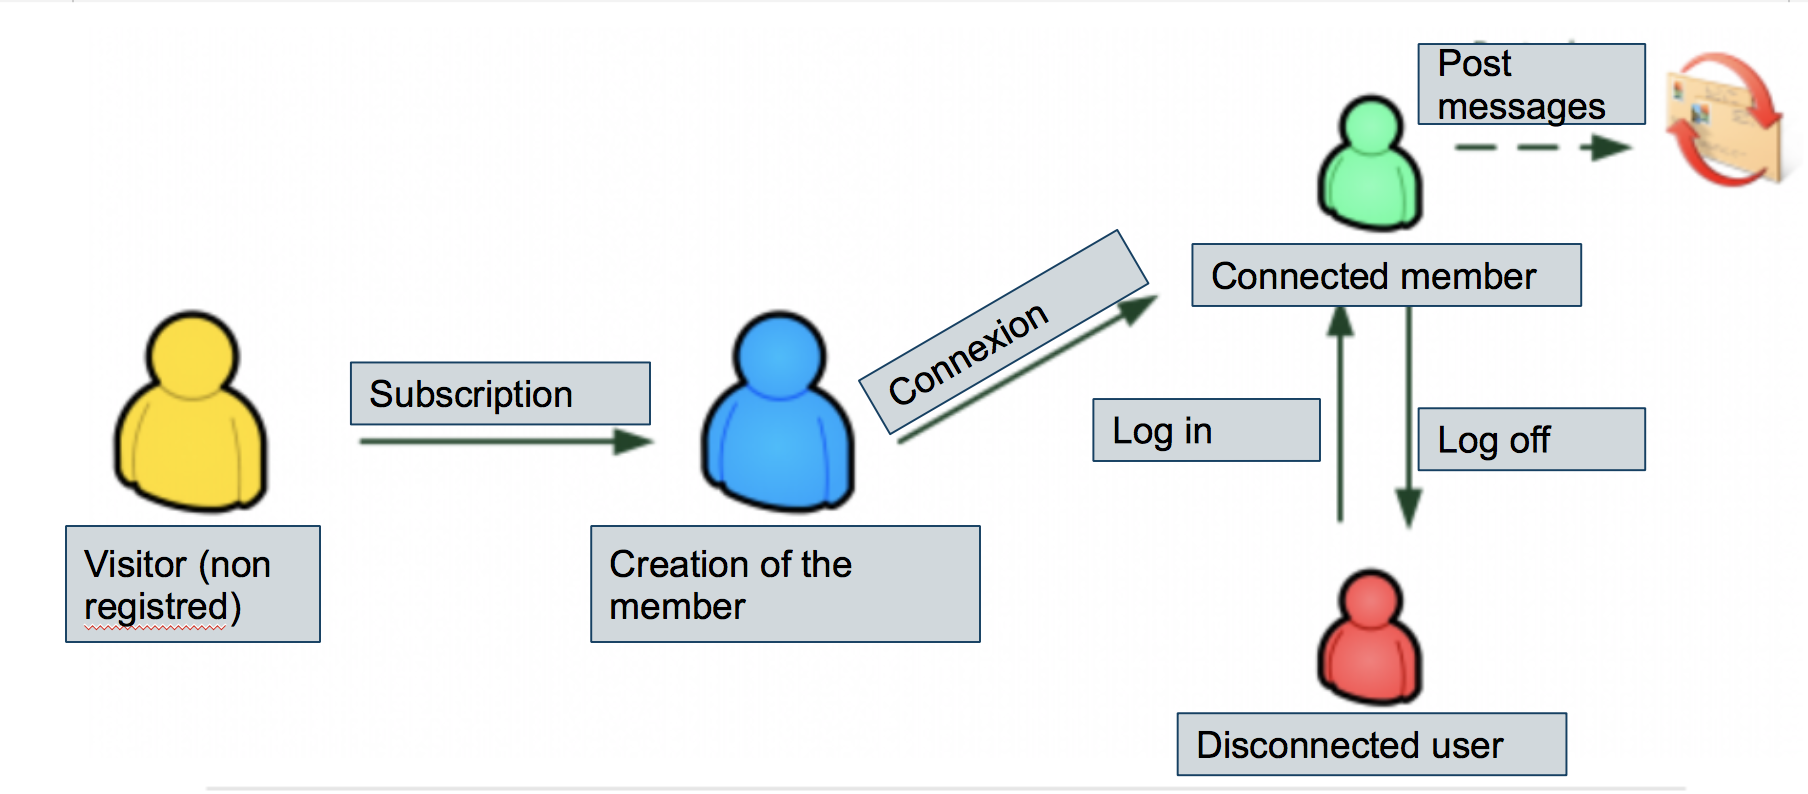 Post
messages
Connected member
Connexion
Subscription
Log in
Log off
Visitor (non
registred)
Creation of the
member
Disconnected user